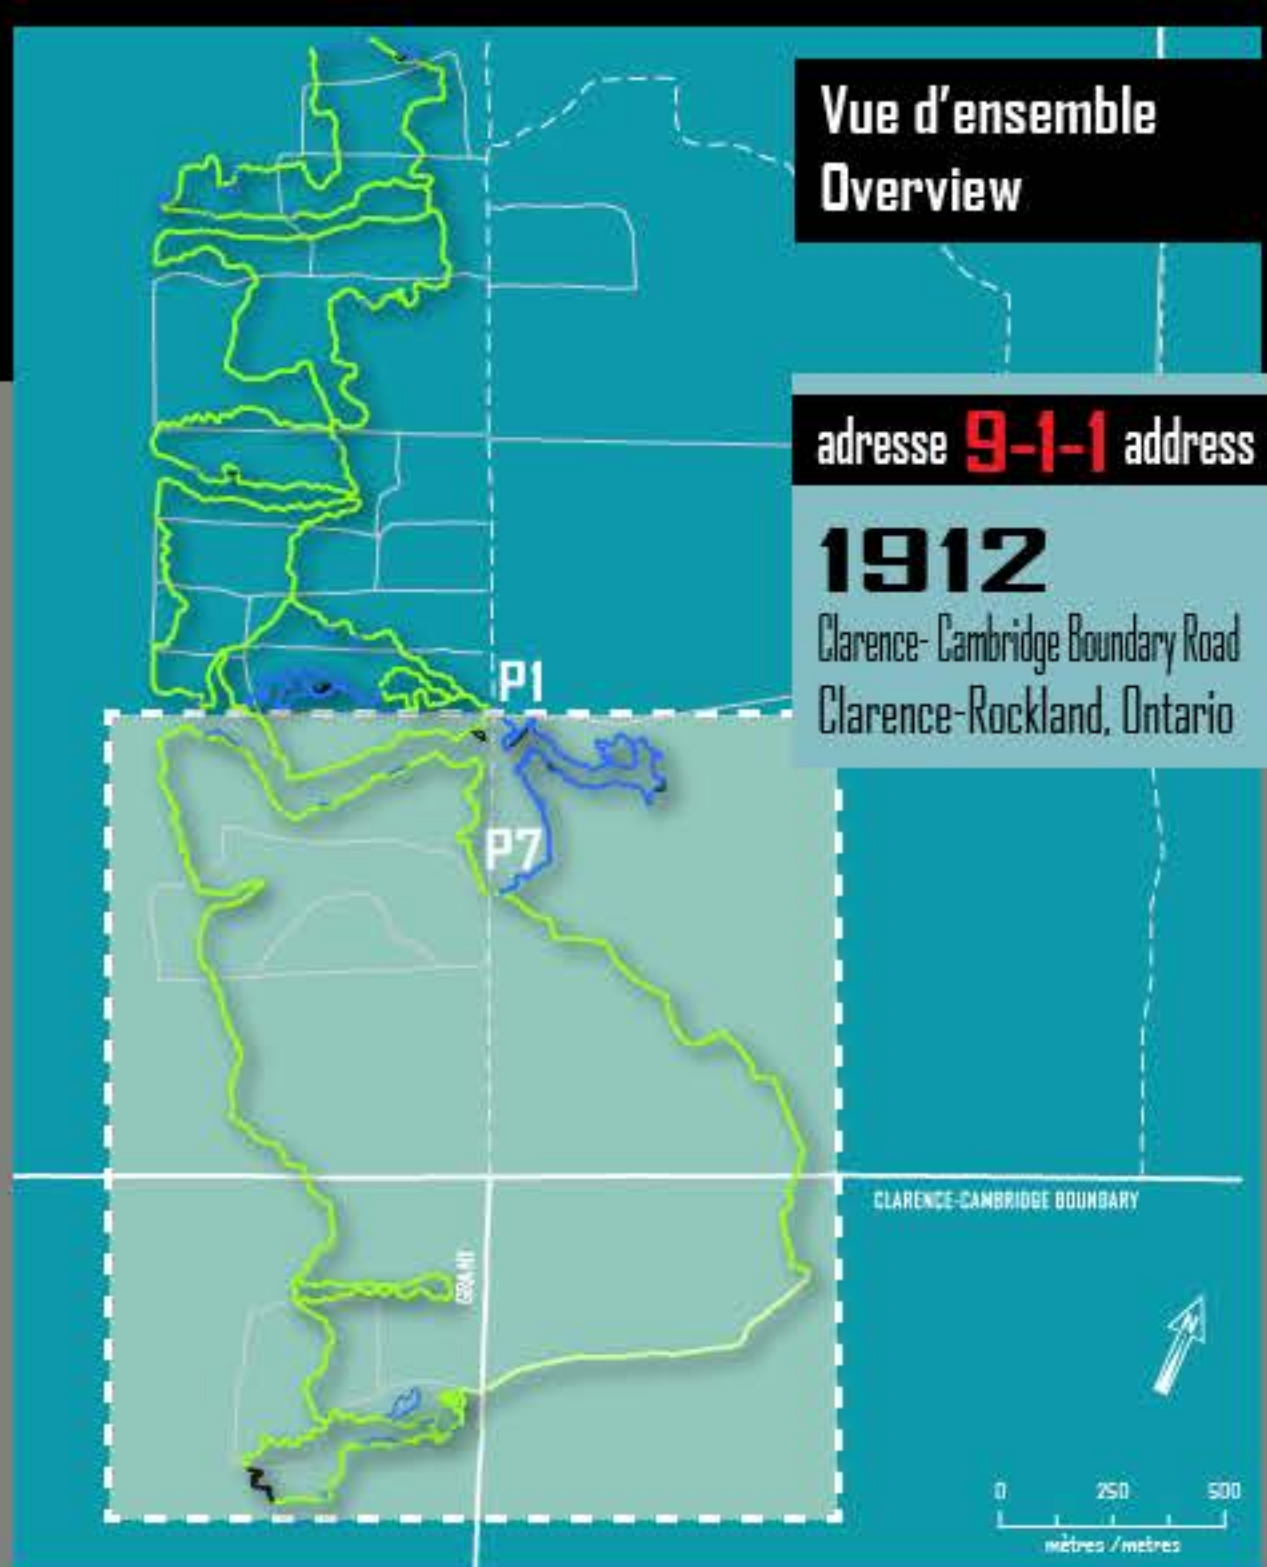 Vue d'ensemble
Overview
adresse 9-1-1 address
1912
Clarence- Cambridge Boundary Road
Clarence-Rockland, Ontario
P1
P7
CLARENCE-CAMBRIDGE BOUNDARY
GRANT
N
0 250 500
mètres /metres